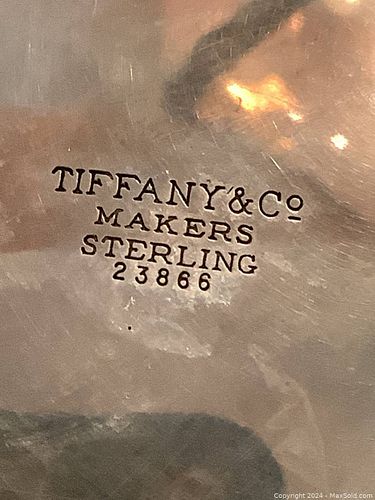 TIFFANY & Cº
MAKERS
STERLING
23866
Copyright 2024 - MaxSold.com